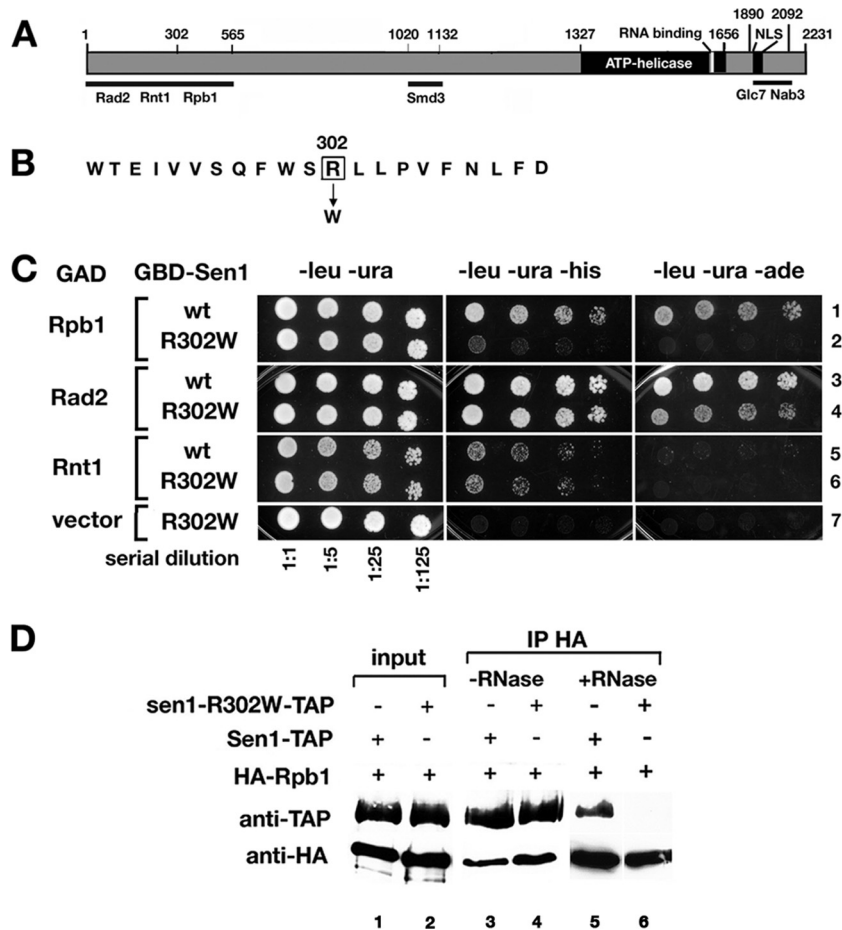 A
1 302 565 1020 1132 1327 RNA binding 1656 1890 NLS 2092 2231
ATP-helicase
Rad2 Rnt1 Rpb1 Smd3 Glc7 Nab3
B
302
W T E I V V S Q F W S R L L P V F N L F D
W
C
GAD GBD-Sen1 -leu -ura -leu -ura -his -leu -ura -ade
Rpb1
wt 1
R302W 2
Rad2
wt 3
R302W 4
Rnt1
wt 5
R302W 6
vector R302W 7
serial dilution 1:1 1:5 1:25 1:125
D
IP HA
input -RNase +RNase
sen1-R302W-TAP - + - + - +
Sen1-TAP + - + - + -
HA-Rpb1 + + + + + +
anti-TAP
anti-HA
1 2 3 4 5 6